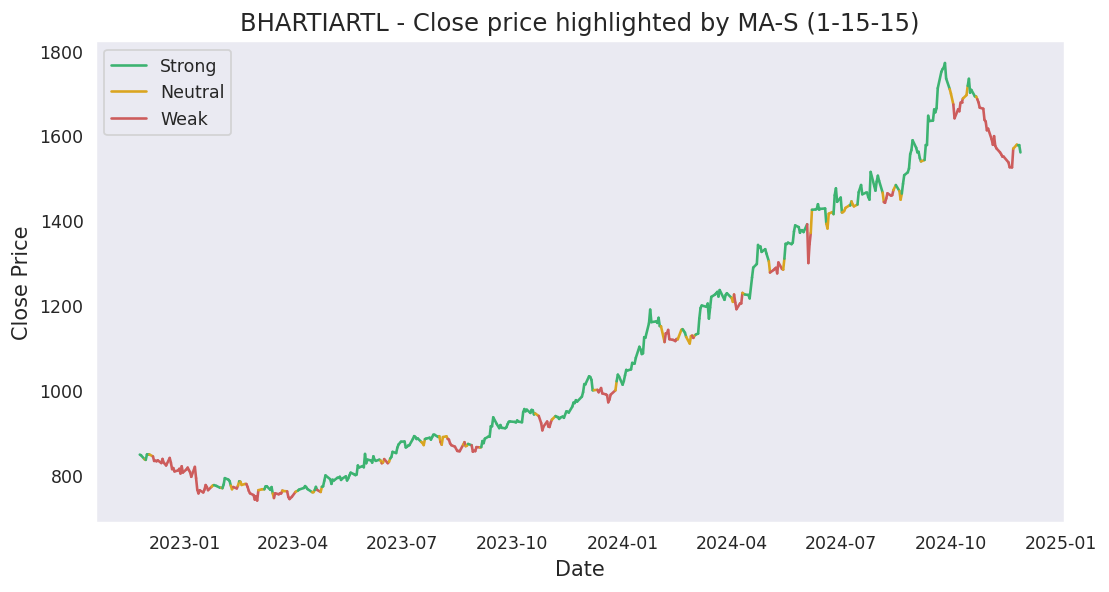 BHARTIARTL - Close price highlighted by MA-S (1-15-15)
Strong
Neutral
Weak
1800
1600
1400
1200
1000
800
Close Price
2023-01 2023-04 2023-07 2023-10 2024-01 2024-04 2024-07 2024-10 2025-01
Date